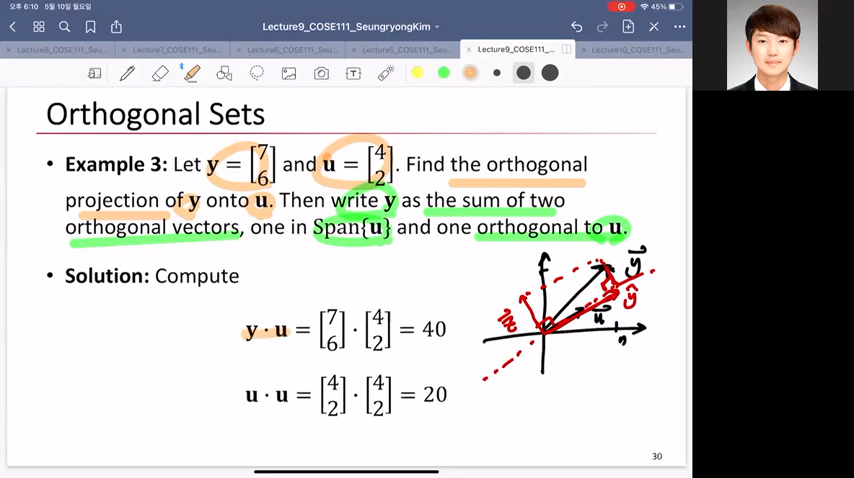 오후 6:10 5월 10일 월요일
45%
Lecture9_COSE111_SeungryongKim
Lecture8_COSE111_Seu...
Lecture7_COSE111_Seu...
Lecture6_COSE111_Seu...
Lecture5_COSE111_Seu...
Lecture9_COSE111_...
Lecture10_COSE111_S...
Orthogonal Sets
• Example 3: Let y = [7 6] and u = [4 2]. Find the orthogonal
projection of y onto u. Then write y as the sum of two
orthogonal vectors, one in Span{u} and one orthogonal to u.
• Solution: Compute
y · u = [7 6] · [4 2] = 40
u · u = [4 2] · [4 2] = 20
y
ŷ
u
z
30